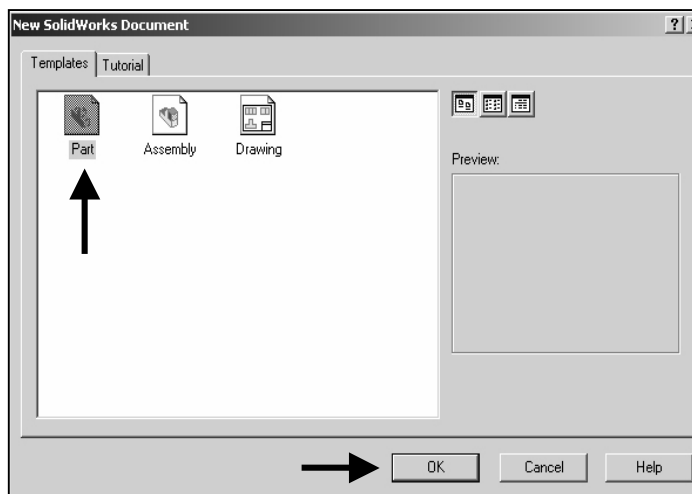 New SolidWorks Document
Templates Tutorial
Part Assembly Drawing
Preview:
OK Cancel Help